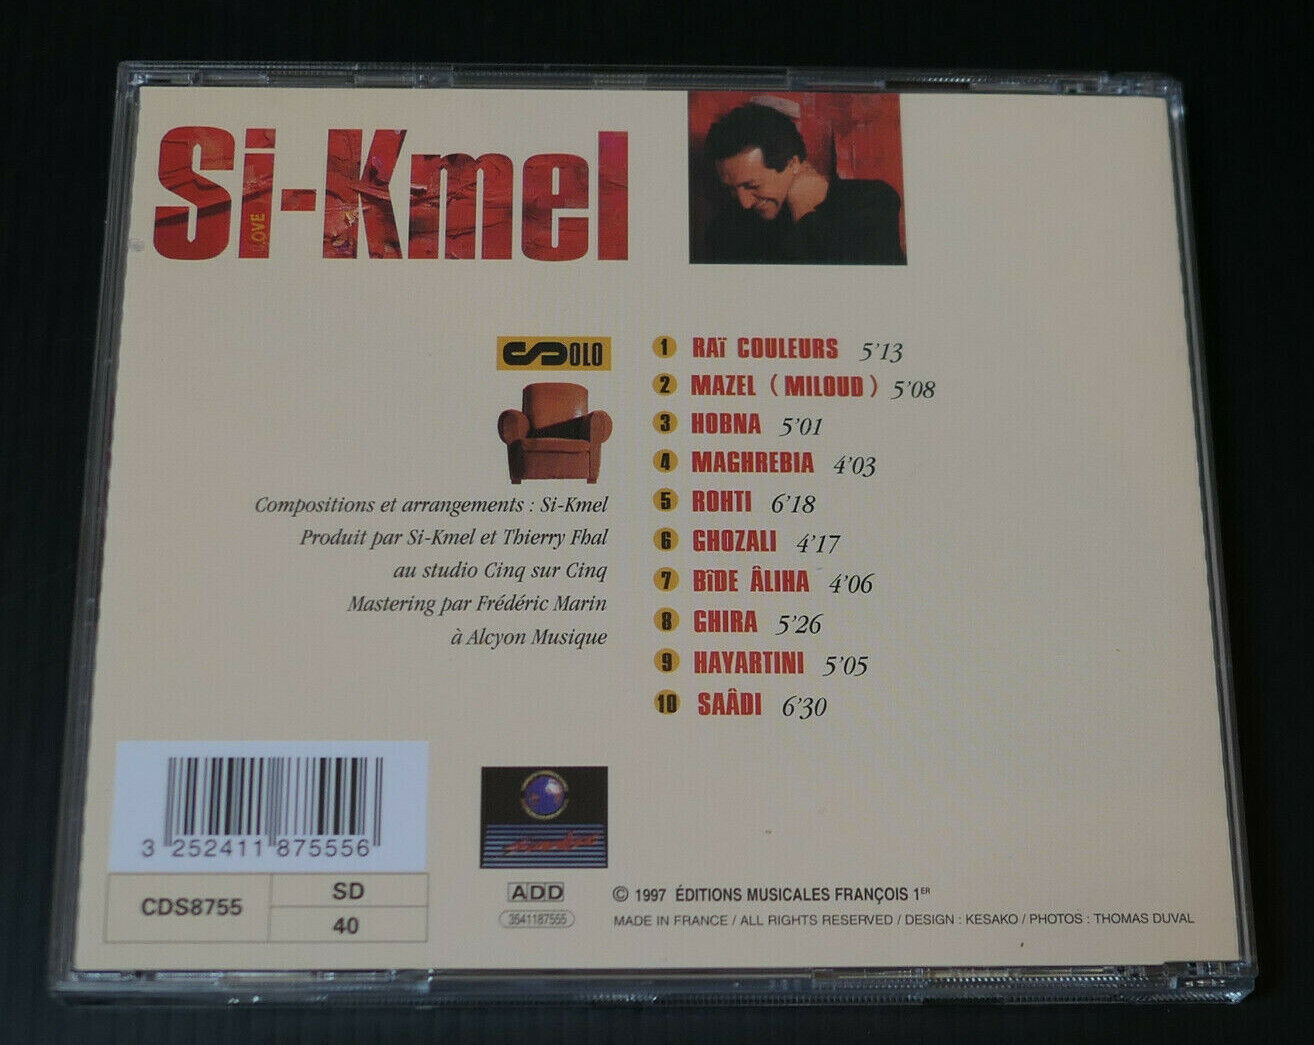 Si-Kmel
LOVE
SOLO
1 RAÏ COULEURS 5'13
2 MAZEL ( MILOUD ) 5'08
3 HOBNA 5'01
4 MAGHREBIA 4'03
5 ROHTI 6'18
6 GHOZALI 4'17
7 BÎDE ÂLIHA 4'06
8 GHIRA 5'26
9 HAYARTINI 5'05
10 SAÂDI 6'30
Compositions et arrangements : Si-Kmel
Produit par Si-Kmel et Thierry Fhal
au studio Cinq sur Cinq
Mastering par Frédéric Marin
à Alcyon Musique
3 252411 875556
CDS8755
SD
40
ADD
3541187555
© 1997 ÉDITIONS MUSICALES FRANÇOIS 1ER
MADE IN FRANCE / ALL RIGHTS RESERVED / DESIGN : KESAKO / PHOTOS : THOMAS DUVAL